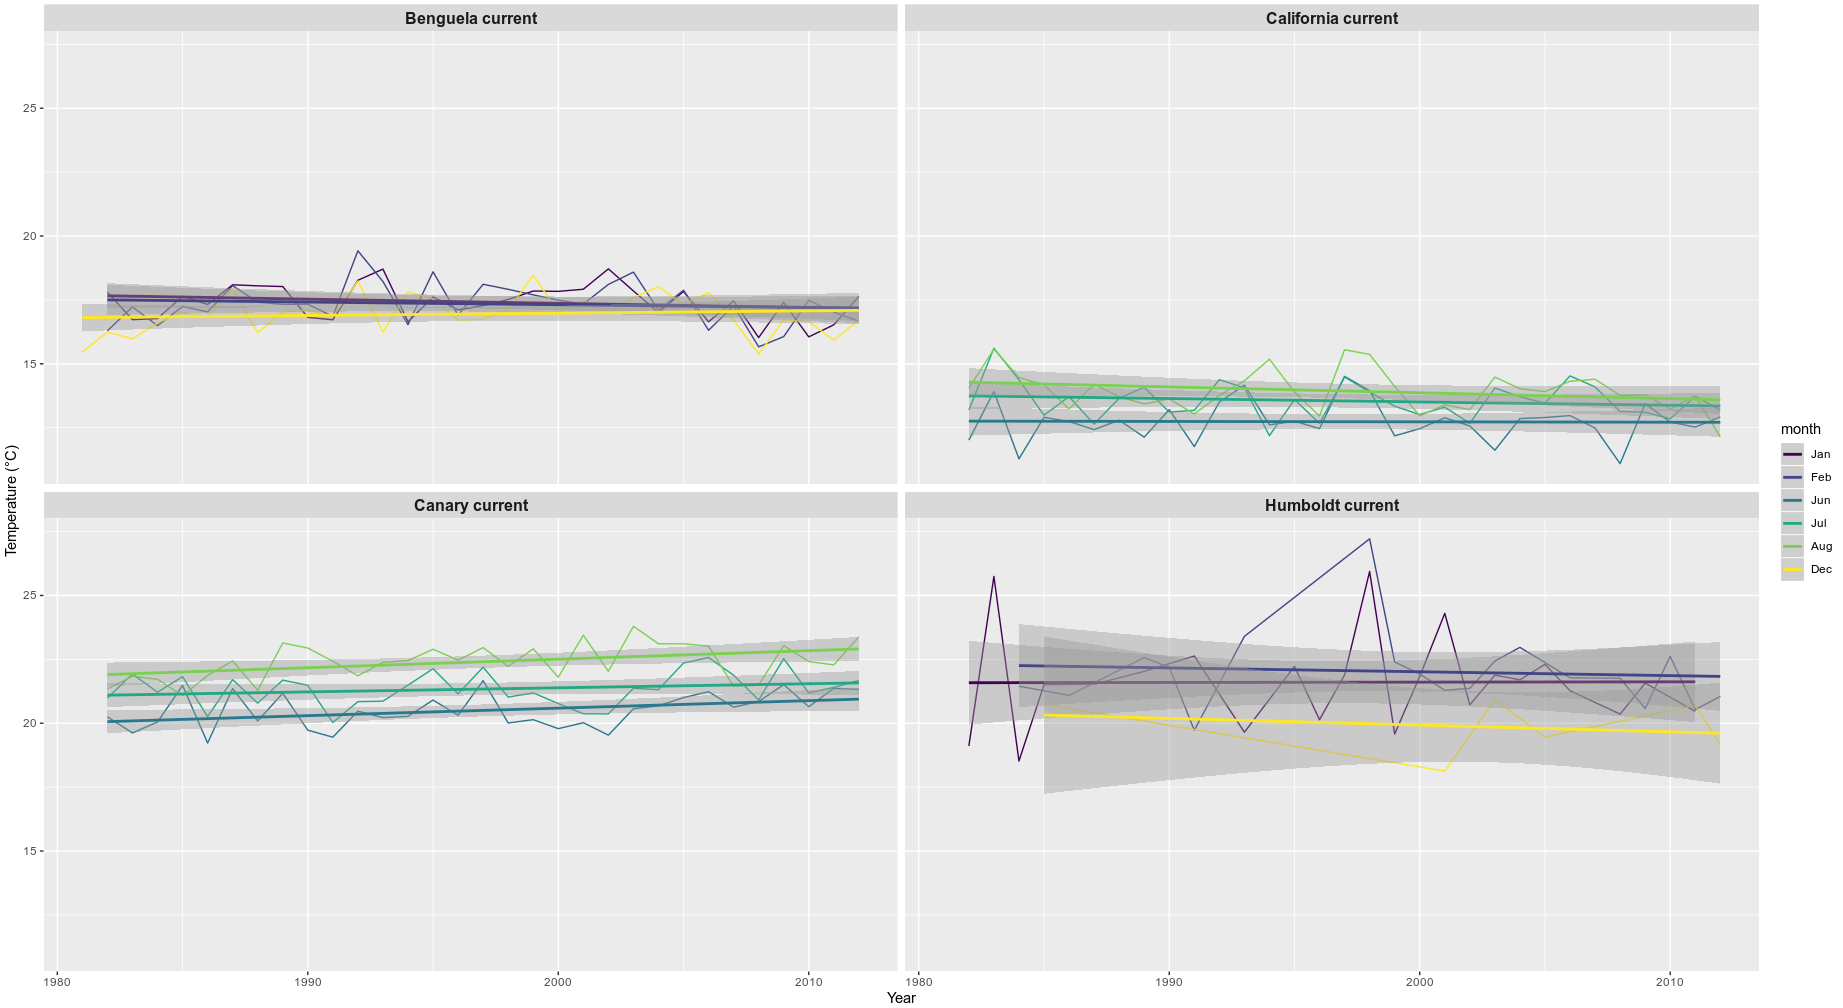 Benguela current
California current
25
20
15
Canary current
Humboldt current
25
20
15
1980
1990
2000
2010
1980
1990
2000
2010
Year
Temperature (°C)
month
Jan
Feb
Jun
Jul
Aug
Dec